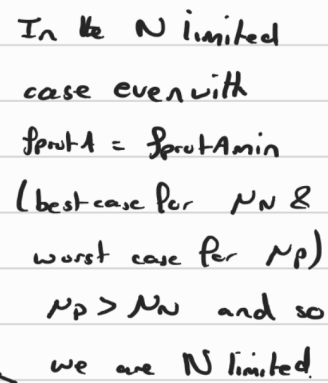 In the N limited
case even with
fprotA = fprotAmin
(best case for μN &
worst case for μP)
μP > μN and so
we are N limited.